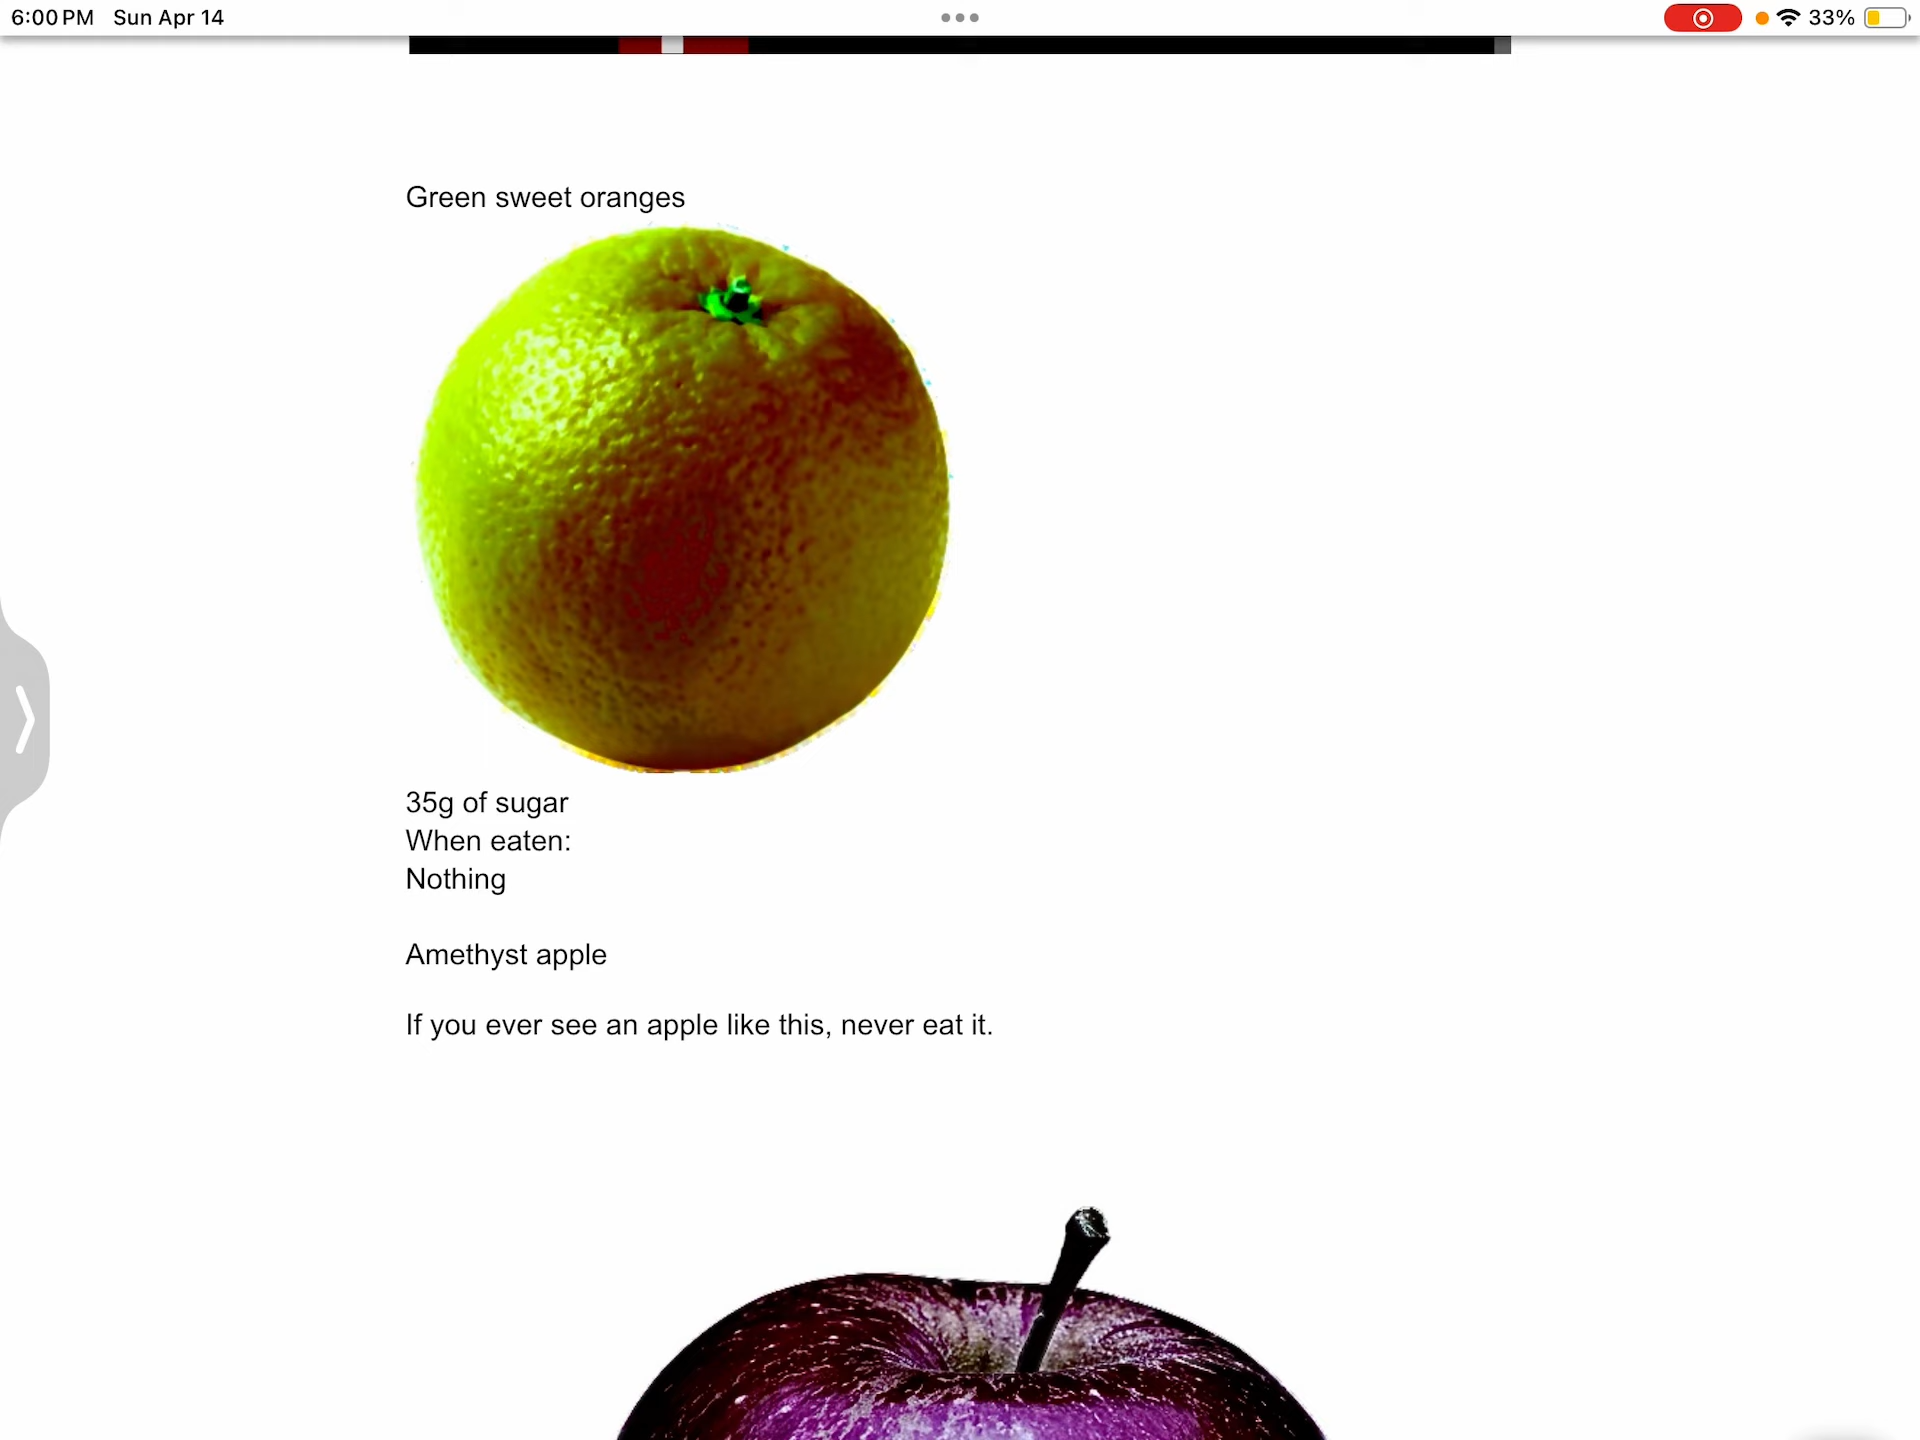 6:00 PM Sun Apr 14 33%
Green sweet oranges
35g of sugar
When eaten:
Nothing
Amethyst apple
If you ever see an apple like this, never eat it.